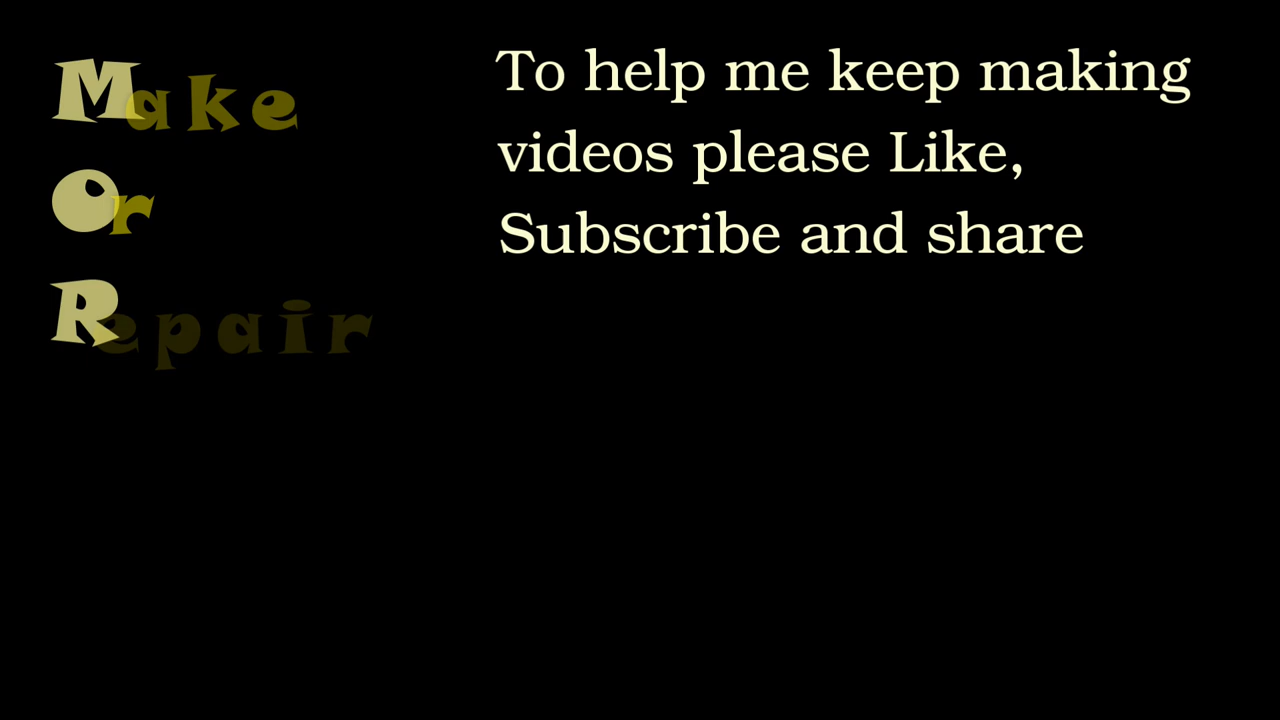 Make
Or
Repair
To help me keep making
videos please Like,
Subscribe and share